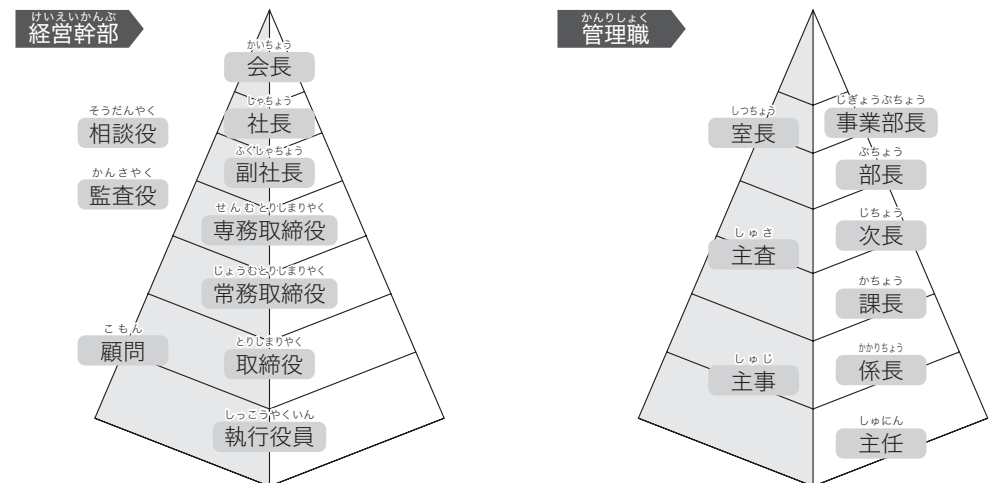 けいえいかんぶ
経営幹部
かいちょう
会長
しゃちょう
社長
ふくしゃちょう
副社長
せんむとりしまりやく
専務取締役
じょうむとりしまりやく
常務取締役
とりしまりやく
取締役
しっこうやくいん
執行役員
そうだんやく
相談役
かんさやく
監査役
こもん
顧問
かんりしょく
管理職
しつちょう
室長
しゅさ
主査
しゅじ
主事
じぎょうぶちょう
事業部長
ぶちょう
部長
じちょう
次長
かちょう
課長
かかりちょう
係長
しゅにん
主任